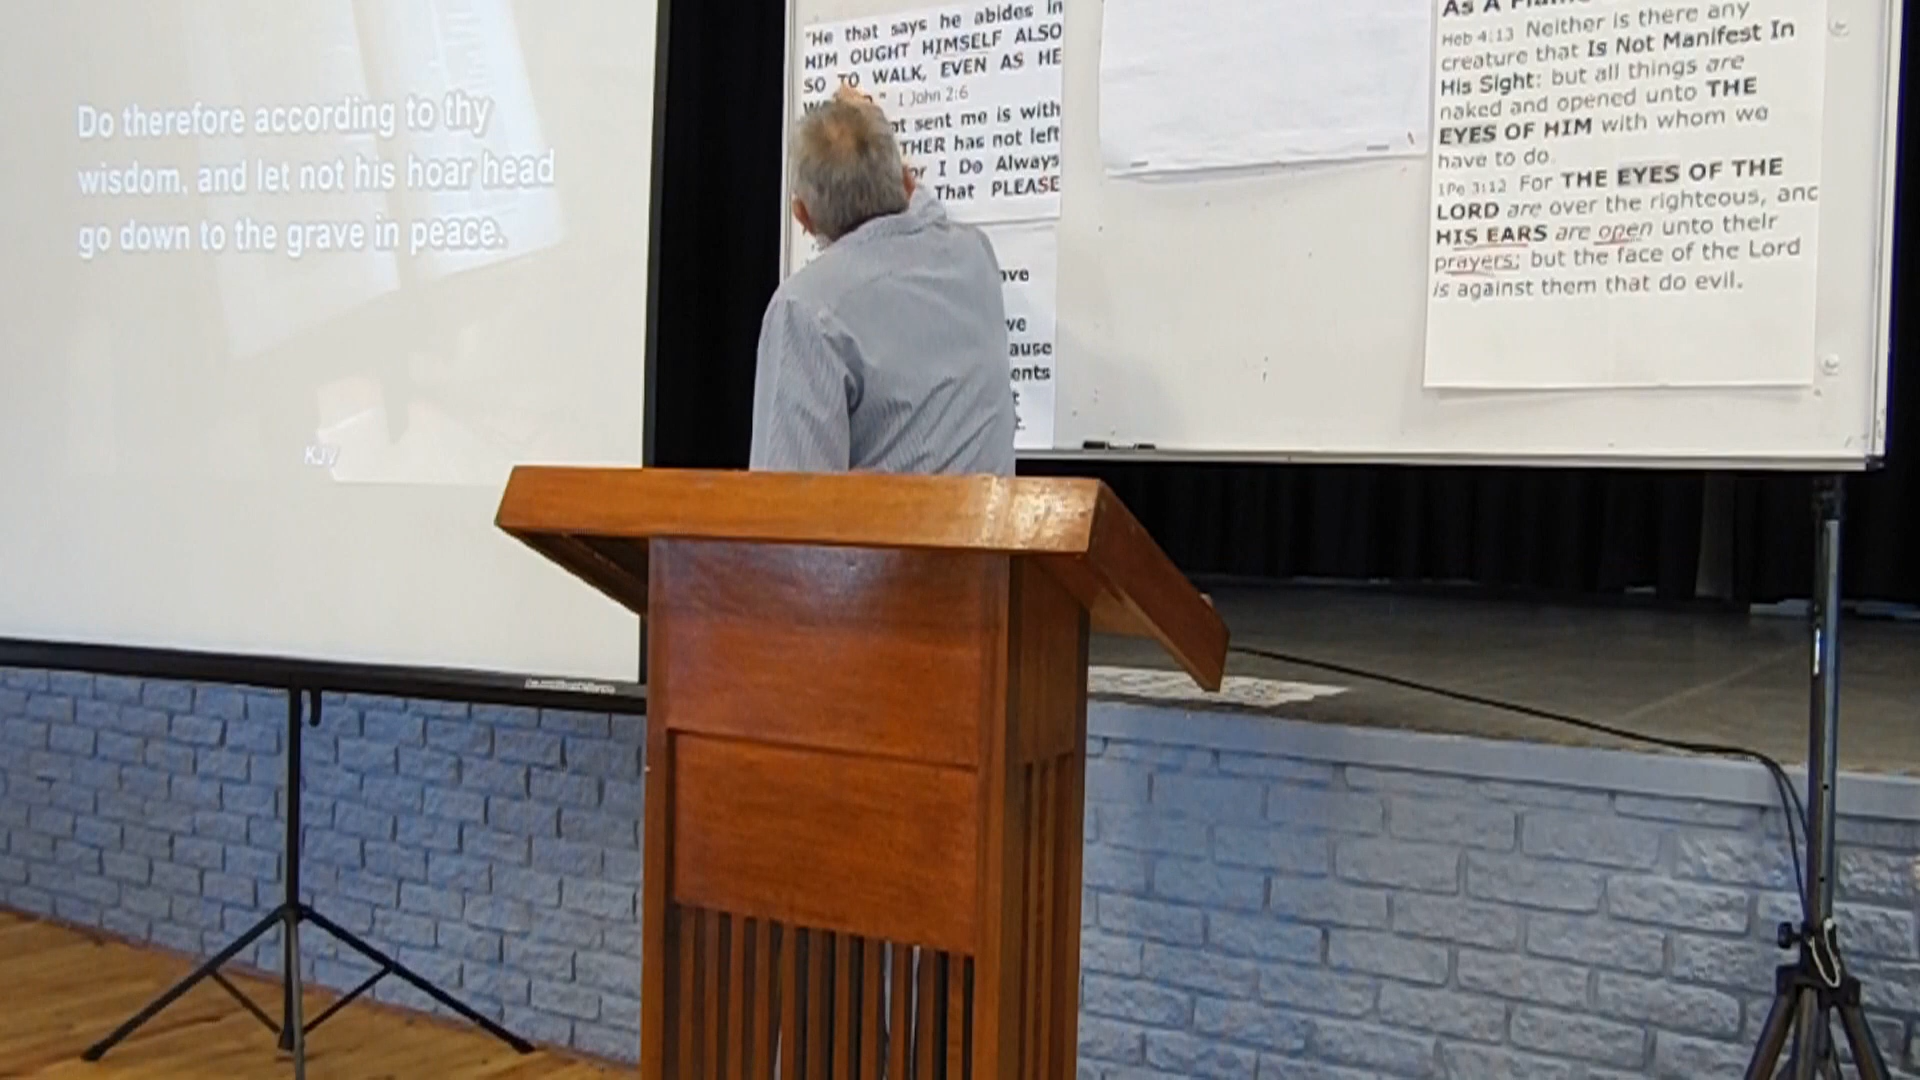 Do therefore according to thy
wisdom, and let not his hoar head
go down to the grave in peace.
KJV
"He that says he abides in
HIM OUGHT HIMSELF ALSO
SO TO WALK, EVEN AS HE
" 1 John 2:6
sent me is with
has not left
I Do Always
That PLEASE
As A
Heb 4:13 Neither is there any
creature that Is Not Manifest In
His Sight: but all things are
naked and opened unto THE
EYES OF HIM with whom we
have to do.
1Pe 3:12 For THE EYES OF THE
LORD are over the righteous, and
HIS EARS are open unto their
prayers: but the face of the Lord
is against them that do evil.